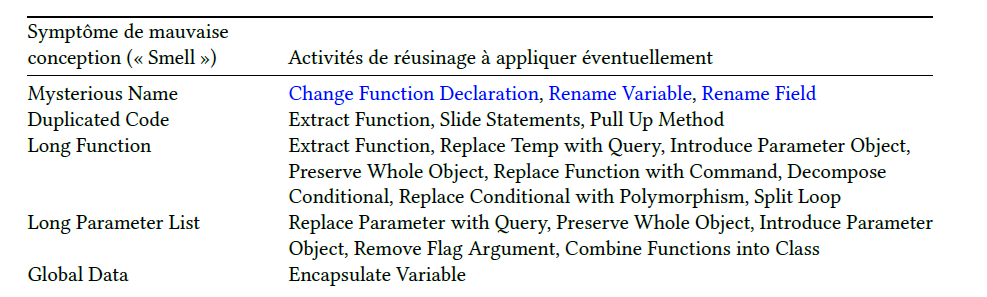 Symptôme de mauvaise
conception (« Smell ») Activités de réusinage à appliquer éventuellement
Mysterious Name Change Function Declaration, Rename Variable, Rename Field
Duplicated Code Extract Function, Slide Statements, Pull Up Method
Long Function Extract Function, Replace Temp with Query, Introduce Parameter Object,
Preserve Whole Object, Replace Function with Command, Decompose
Conditional, Replace Conditional with Polymorphism, Split Loop
Long Parameter List Replace Parameter with Query, Preserve Whole Object, Introduce Parameter
Object, Remove Flag Argument, Combine Functions into Class
Global Data Encapsulate Variable